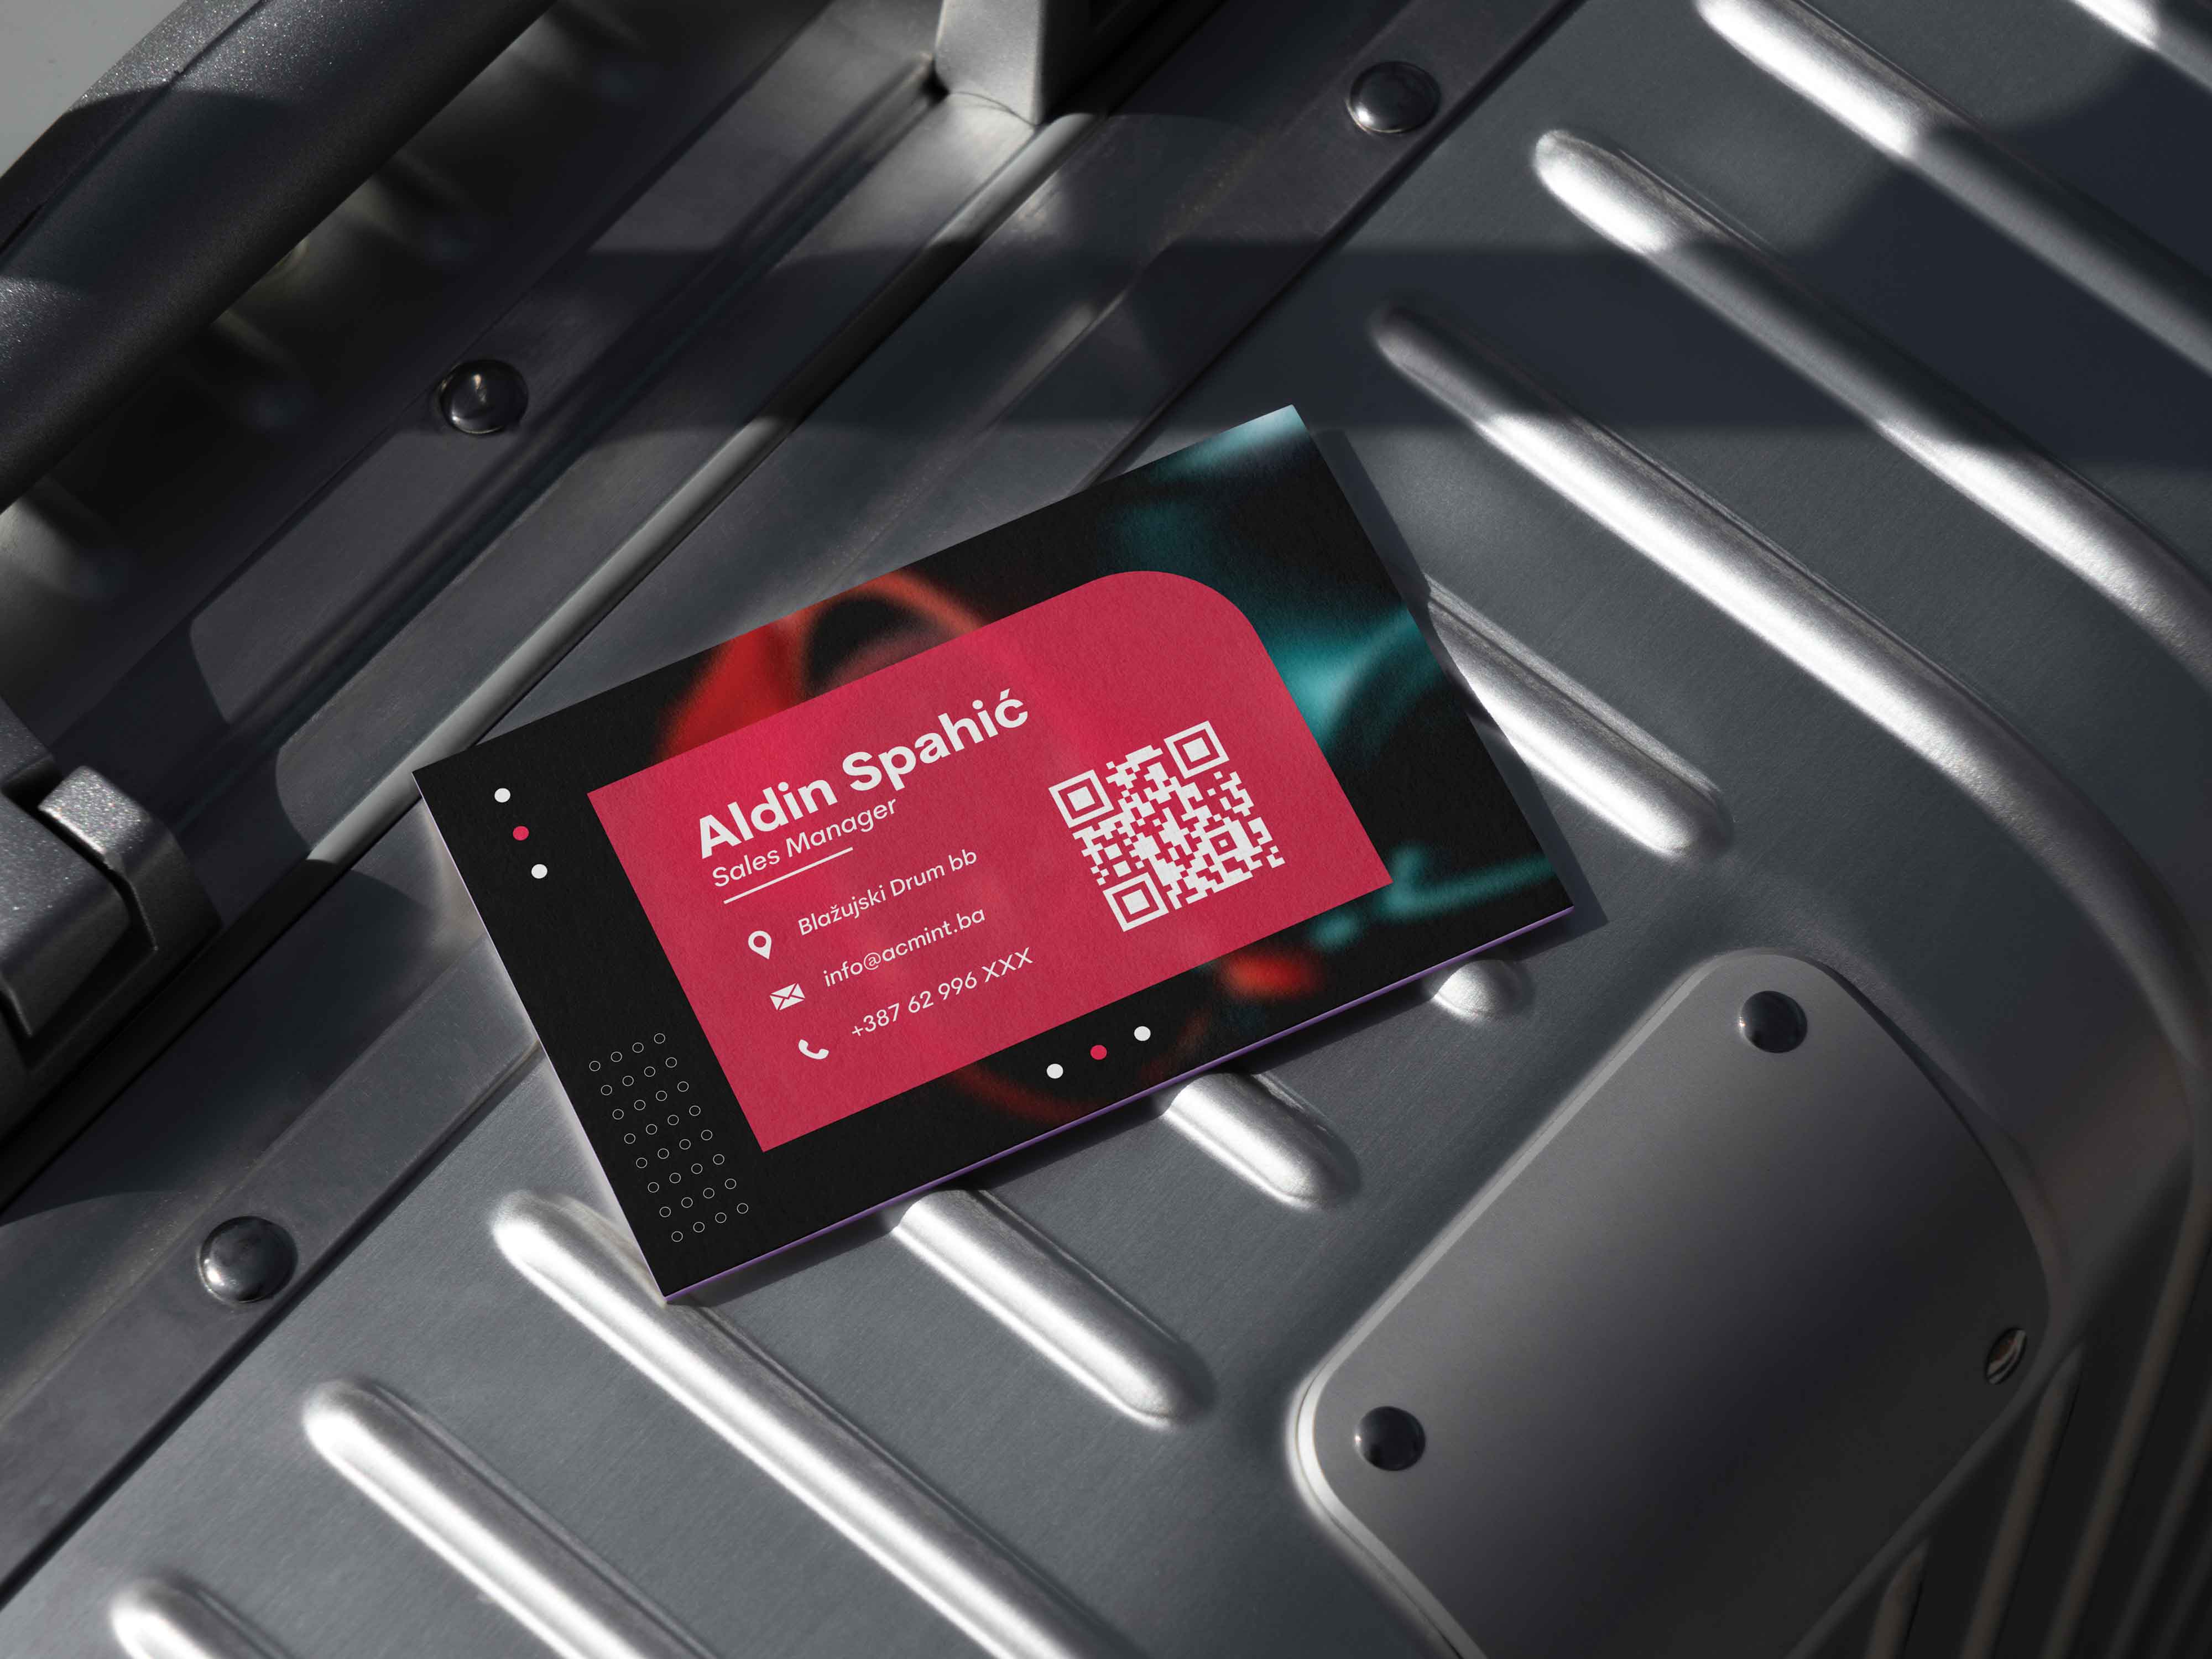 Aldin Spahić
Sales Manager
Blažujski Drum bb
info@acmint.ba
+387 62 996 XXX